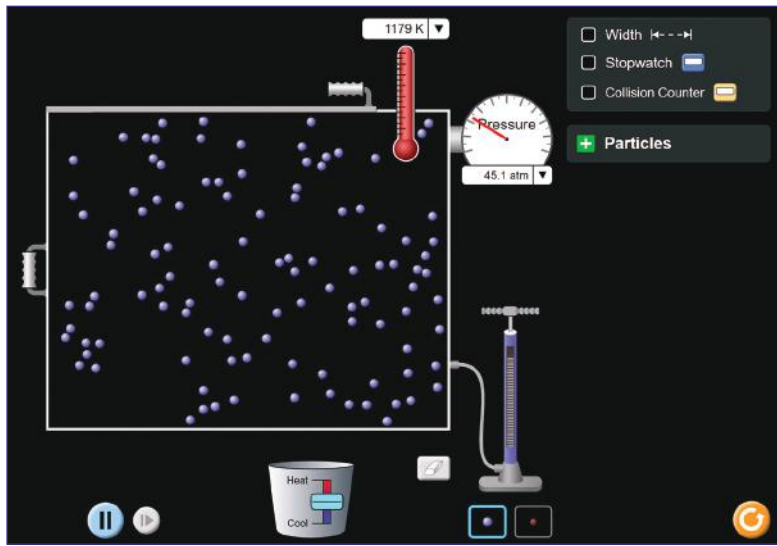 1179 K ▼
Width
Stopwatch
Collision Counter
Pressure
Particles
45.1 atm ▼
Heat
Cool